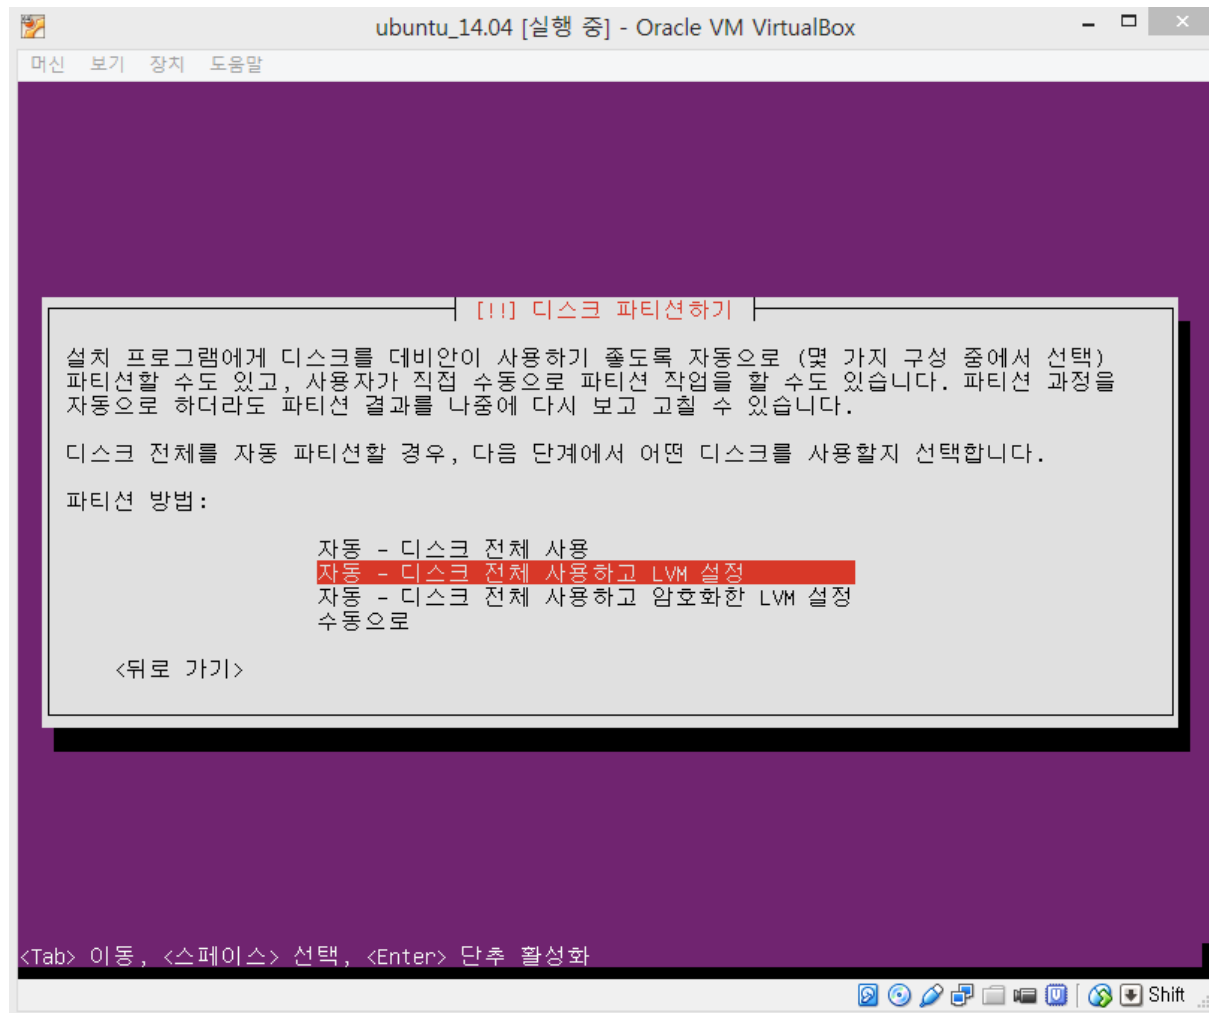 ubuntu_14.04 [실행 중] - Oracle VM VirtualBox
머신 보기 장치 도움말
[!!] 디스크 파티션하기
설치 프로그램에게 디스크를 데비안이 사용하기 좋도록 자동으로 (몇 가지 구성 중에서 선택)
파티션할 수도 있고, 사용자가 직접 수동으로 파티션 작업을 할 수도 있습니다. 파티션 과정을
자동으로 하더라도 파티션 결과를 나중에 다시 보고 고칠 수 있습니다.
디스크 전체를 자동 파티션할 경우, 다음 단계에서 어떤 디스크를 사용할지 선택합니다.
파티션 방법:
자동 - 디스크 전체 사용
자동 - 디스크 전체 사용하고 LVM 설정
자동 - 디스크 전체 사용하고 암호화한 LVM 설정
수동으로
<뒤로 가기>
<Tab> 이동, <스페이스> 선택, <Enter> 단추 활성화
Shift